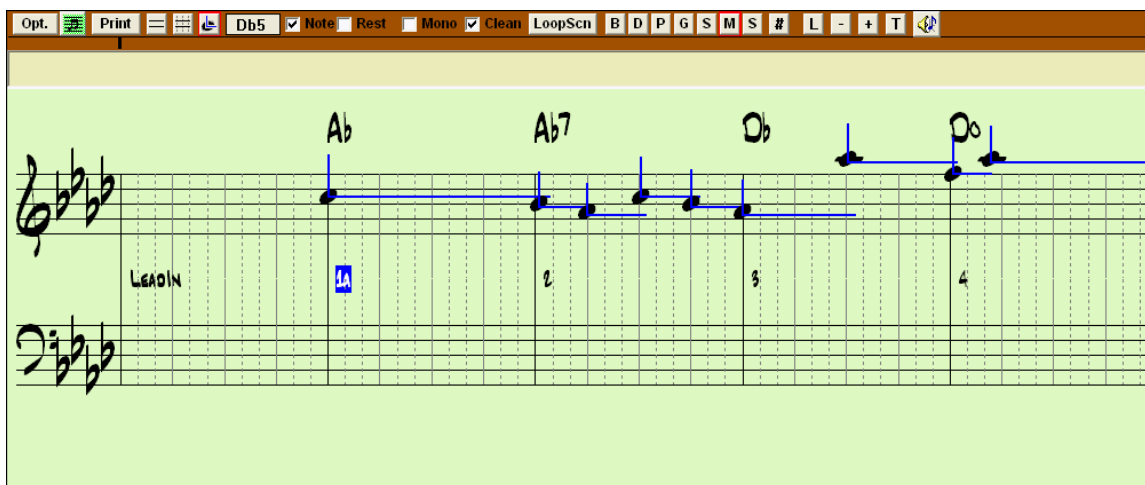 Opt. Print Db5 Note Rest Mono Clean LoopScn B D P G S M S # L - + T
Ab Ab7 Db Do
LeadIn 1A 2 3 4